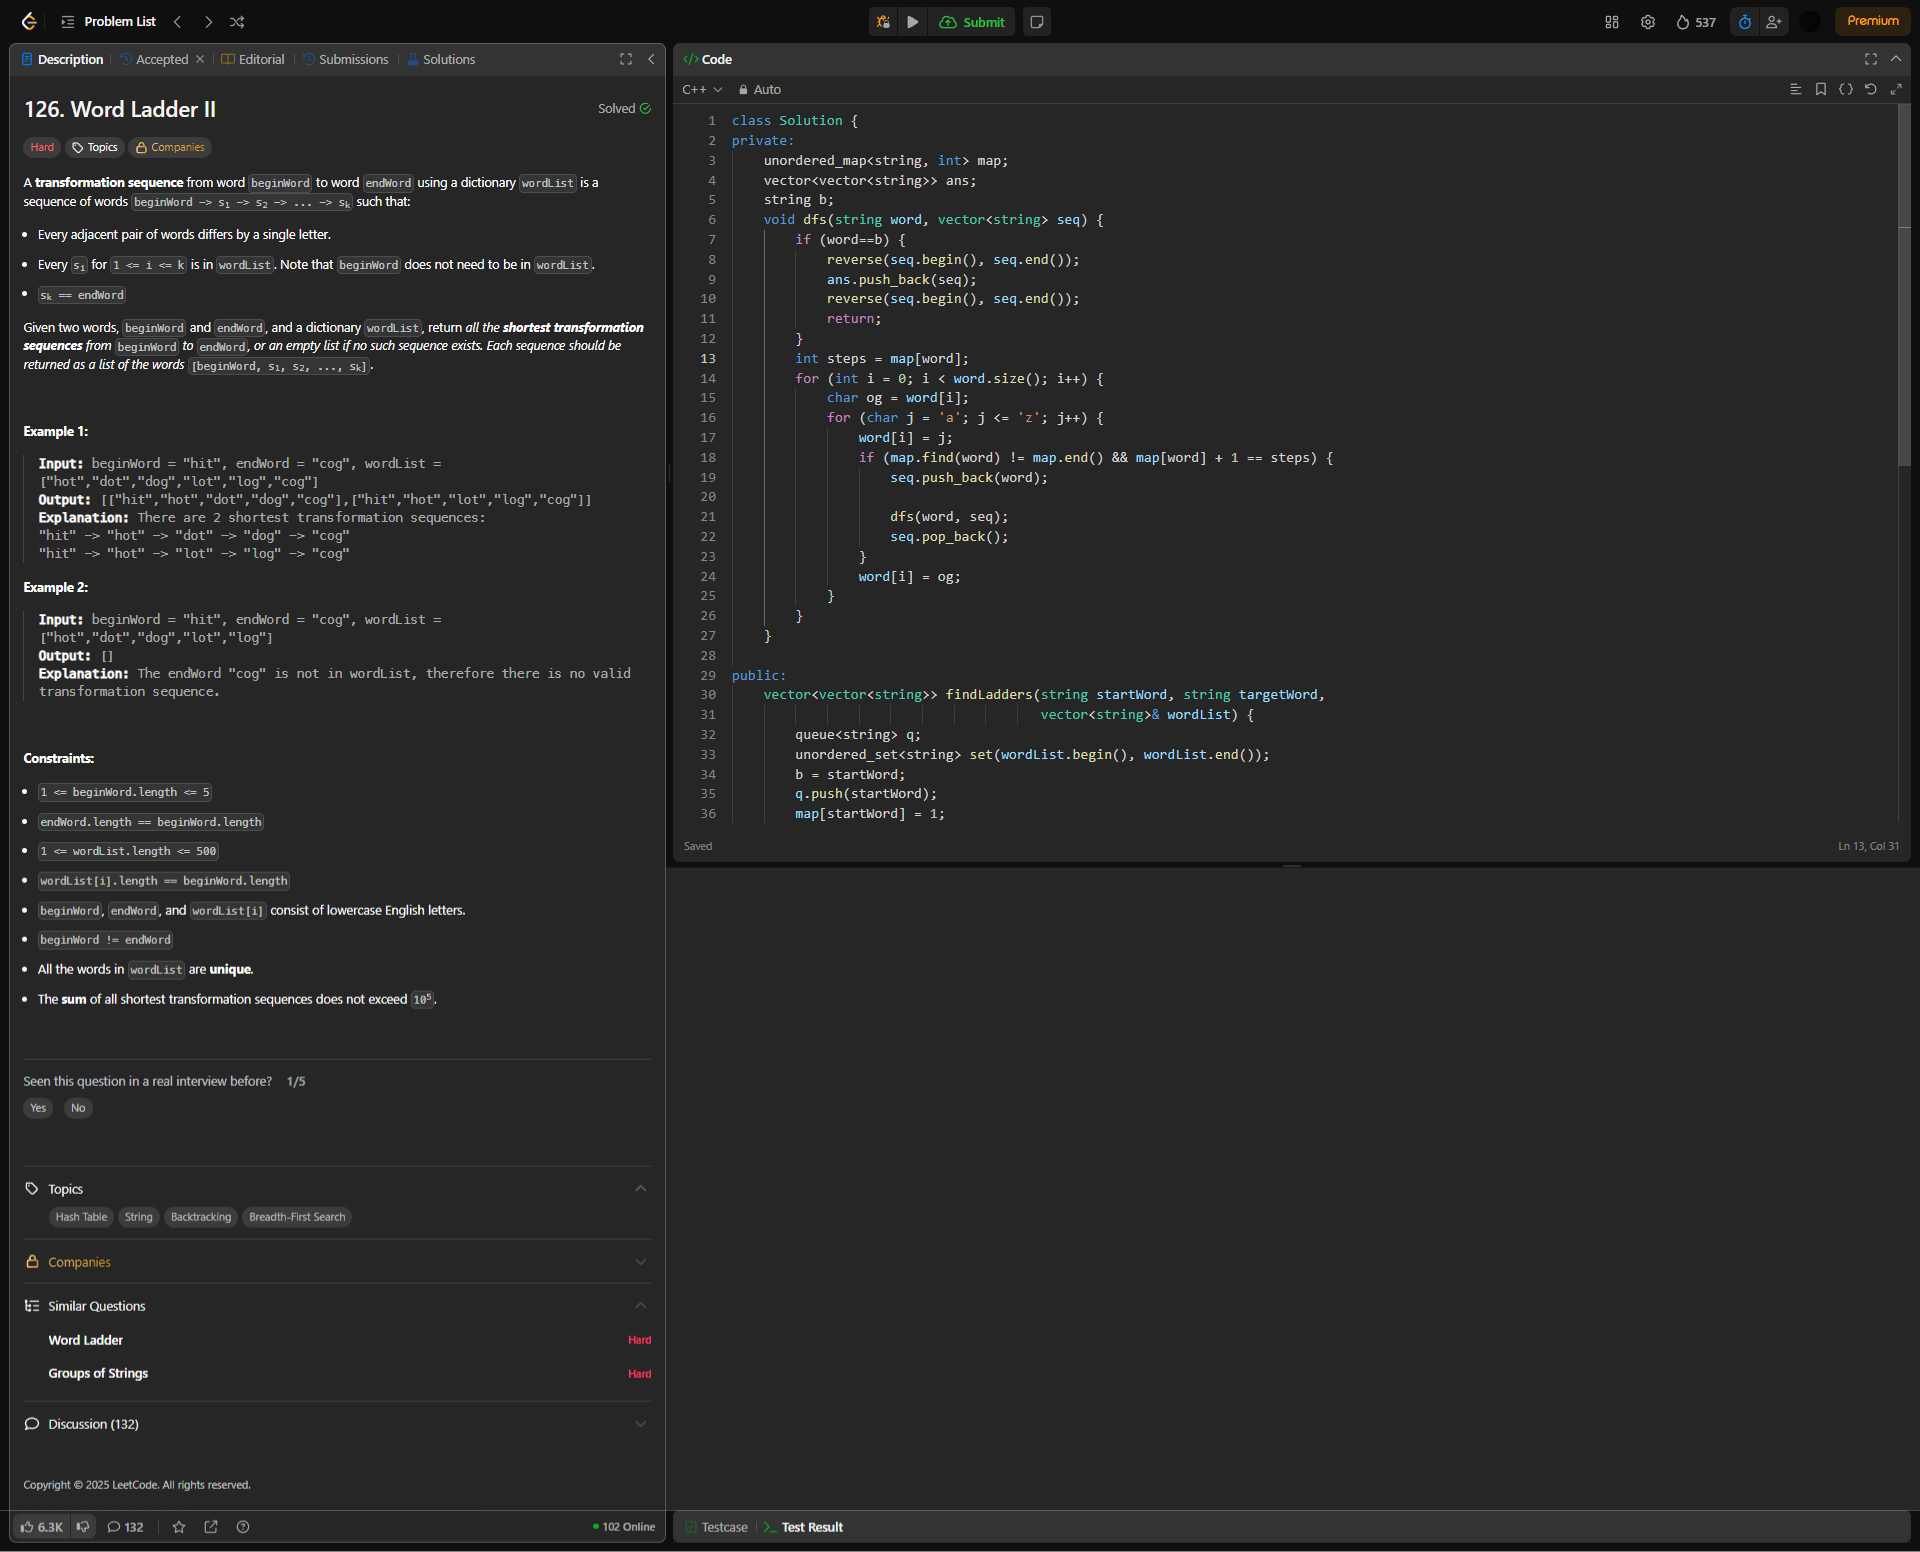 Problem List
Submit
537
Premium
Description
Accepted
Editorial
Submissions
Solutions
126. Word Ladder II
Solved
Hard
Topics
Companies
A transformation sequence from word beginWord to word endWord using a dictionary wordList is a
sequence of words beginWord -> s1 -> s2 -> ... -> sk such that:
• Every adjacent pair of words differs by a single letter.
• Every si for 1 <= i <= k is in wordList. Note that beginWord does not need to be in wordList.
• sk == endWord
Given two words, beginWord and endWord, and a dictionary wordList, return all the shortest transformation
sequences from beginWord to endWord, or an empty list if no such sequence exists. Each sequence should be
returned as a list of the words [beginWord, s1, s2, ..., sk].
Example 1:
Input: beginWord = "hit", endWord = "cog", wordList =
["hot","dot","dog","lot","log","cog"]
Output: [["hit","hot","dot","dog","cog"],["hit","hot","lot","log","cog"]]
Explanation: There are 2 shortest transformation sequences:
"hit" -> "hot" -> "dot" -> "dog" -> "cog"
"hit" -> "hot" -> "lot" -> "log" -> "cog"
Example 2:
Input: beginWord = "hit", endWord = "cog", wordList =
["hot","dot","dog","lot","log"]
Output: []
Explanation: The endWord "cog" is not in wordList, therefore there is no valid
transformation sequence.
Constraints:
• 1 <= beginWord.length <= 5
• endWord.length == beginWord.length
• 1 <= wordList.length <= 500
• wordList[i].length == beginWord.length
• beginWord, endWord, and wordList[i] consist of lowercase English letters.
• beginWord != endWord
• All the words in wordList are unique.
• The sum of all shortest transformation sequences does not exceed 10^5.
Seen this question in a real interview before? 1/5
Yes
No
Topics
Hash Table
String
Backtracking
Breadth-First Search
Companies
Similar Questions
Word Ladder
Hard
Groups of Strings
Hard
Discussion (132)
Copyright © 2025 LeetCode. All rights reserved.
6.3K
132
102 Online
Code
C++
Auto
1 class Solution {
2 private:
3     unordered_map<string, int> map;
4     vector<vector<string>> ans;
5     string b;
6     void dfs(string word, vector<string> seq) {
7         if (word==b) {
8             reverse(seq.begin(), seq.end());
9             ans.push_back(seq);
10             reverse(seq.begin(), seq.end());
11             return;
12         }
13         int steps = map[word];
14         for (int i = 0; i < word.size(); i++) {
15             char og = word[i];
16             for (char j = 'a'; j <= 'z'; j++) {
17                 word[i] = j;
18                 if (map.find(word) != map.end() && map[word] + 1 == steps) {
19                     seq.push_back(word);
20
21                     dfs(word, seq);
22                     seq.pop_back();
23                 }
24                 word[i] = og;
25             }
26         }
27     }
28
29 public:
30     vector<vector<string>> findLadders(string startWord, string targetWord,
31                                        vector<string>& wordList) {
32         queue<string> q;
33         unordered_set<string> set(wordList.begin(), wordList.end());
34         b = startWord;
35         q.push(startWord);
36         map[startWord] = 1;
Saved
Ln 13, Col 31
Testcase
Test Result